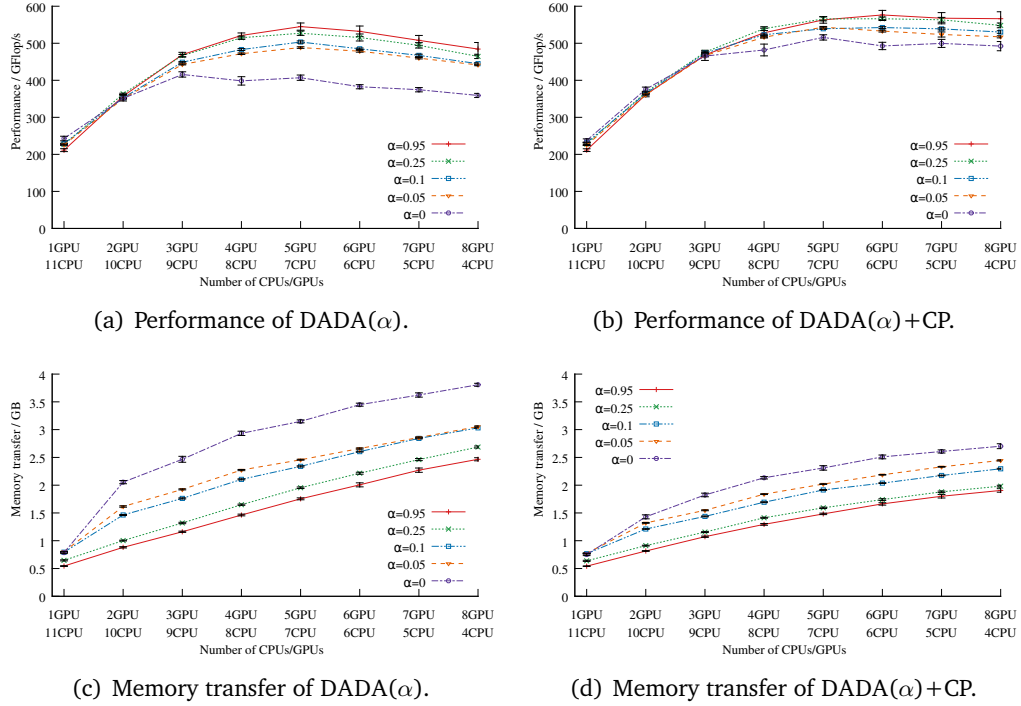 Performance / GFlop/s
600
500
400
300
200
100
0
α=0.95
α=0.25
α=0.1
α=0.05
α=0
1GPU 2GPU 3GPU 4GPU 5GPU 6GPU 7GPU 8GPU
11CPU 10CPU 9CPU 8CPU 7CPU 6CPU 5CPU 4CPU
Number of CPUs/GPUs
(a) Performance of DADA(α).
Performance / GFlop/s
600
500
400
300
200
100
0
α=0.95
α=0.25
α=0.1
α=0.05
α=0
1GPU 2GPU 3GPU 4GPU 5GPU 6GPU 7GPU 8GPU
11CPU 10CPU 9CPU 8CPU 7CPU 6CPU 5CPU 4CPU
Number of CPUs/GPUs
(b) Performance of DADA(α)+CP.
Memory transfer / GB
4
3.5
3
2.5
2
1.5
1
0.5
0
α=0.95
α=0.25
α=0.1
α=0.05
α=0
1GPU 2GPU 3GPU 4GPU 5GPU 6GPU 7GPU 8GPU
11CPU 10CPU 9CPU 8CPU 7CPU 6CPU 5CPU 4CPU
Number of CPUs/GPUs
(c) Memory transfer of DADA(α).
Memory transfer / GB
4
3.5
3
2.5
2
1.5
1
0.5
0
α=0.95
α=0.25
α=0.1
α=0.05
α=0
1GPU 2GPU 3GPU 4GPU 5GPU 6GPU 7GPU 8GPU
11CPU 10CPU 9CPU 8CPU 7CPU 6CPU 5CPU 4CPU
Number of CPUs/GPUs
(d) Memory transfer of DADA(α)+CP.